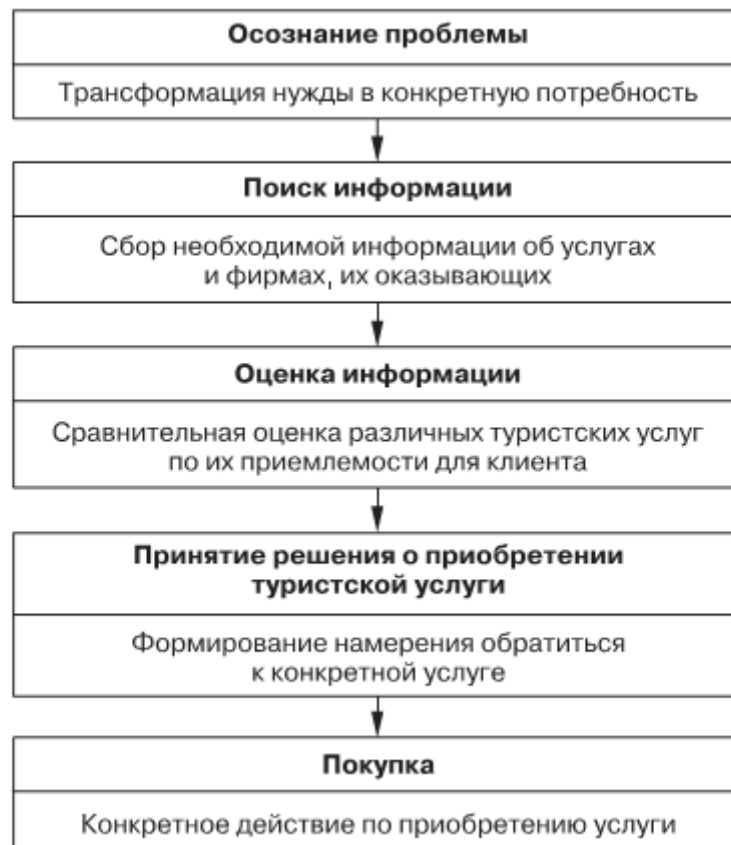 Осознание проблемы
Трансформация нужды в конкретную потребность
Поиск информации
Сбор необходимой информации об услугах
и фирмах, их оказывающих
Оценка информации
Сравнительная оценка различных туристских услуг
по их приемлемости для клиента
Принятие решения о приобретении
туристской услуги
Формирование намерения обратиться
к конкретной услуге
Покупка
Конкретное действие по приобретению услуги